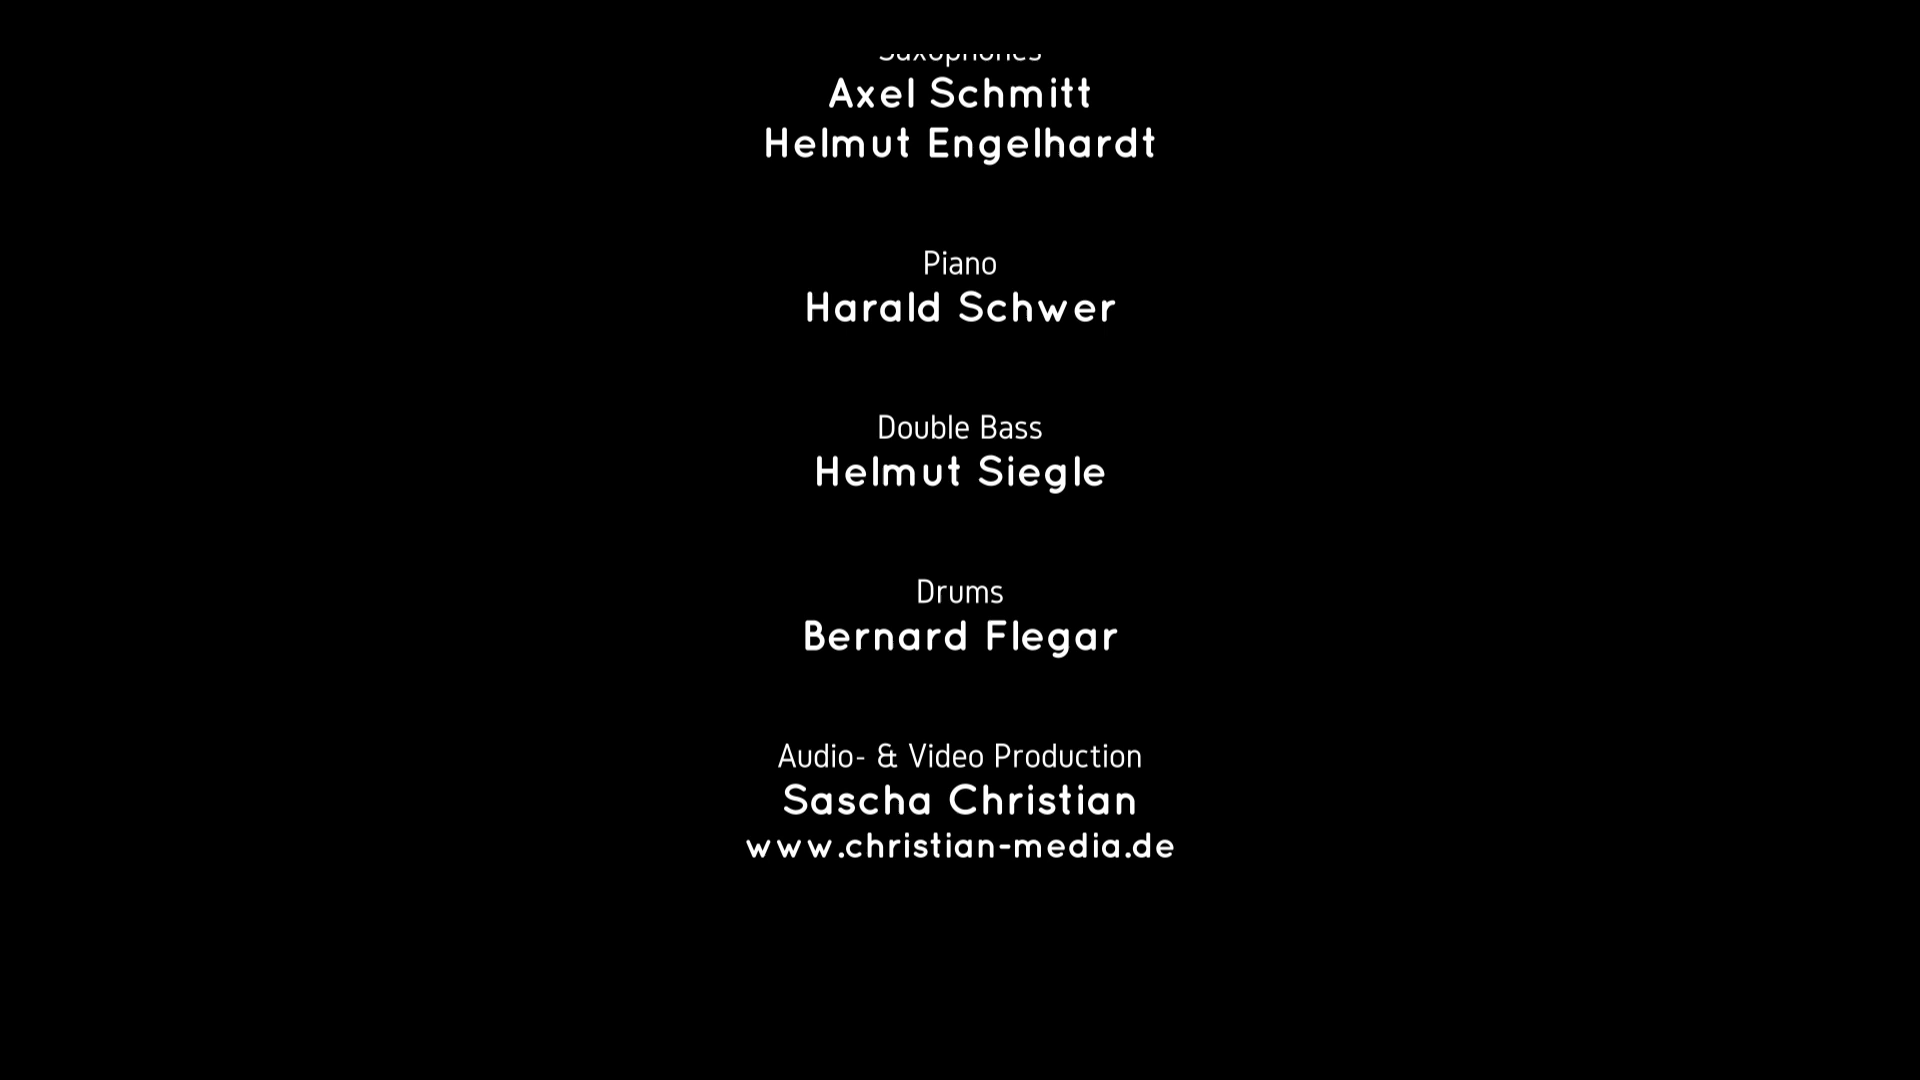 Saxophones
Axel Schmitt
Helmut Engelhardt
Piano
Harald Schwer
Double Bass
Helmut Siegle
Drums
Bernard Flegar
Audio- & Video Production
Sascha Christian
www.christian-media.de